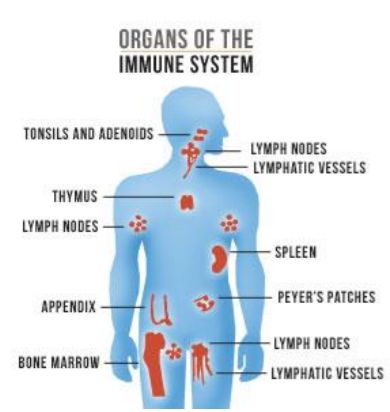 ORGANS OF THE
IMMUNE SYSTEM
TONSILS AND ADENOIDS
LYMPH NODES
LYMPHATIC VESSELS
THYMUS
LYMPH NODES
SPLEEN
APPENDIX
PEYER'S PATCHES
BONE MARROW
LYMPH NODES
LYMPHATIC VESSELS